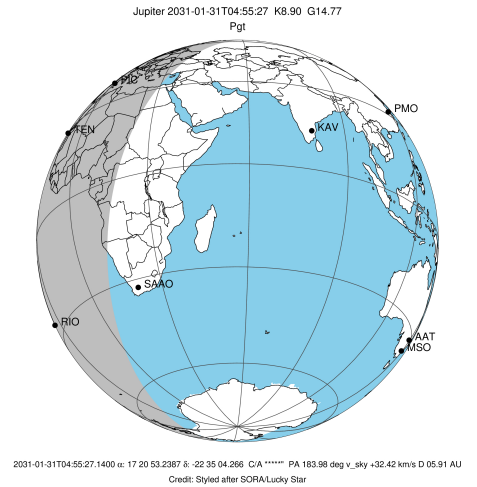 Jupiter 2031-01-31T04:55:27 K8.90 G14.77
Pgt
PIC
PMO
TEN
KAV
SAAO
RIO
AAT
MSO
2031-01-31T04:55:27.1400 α: 17 20 53.2387 δ: -22 35 04.266 C/A *****" PA 183.98 deg v_sky +32.42 km/s D 05.91 AU
Credit: Styled after SORA/Lucky Star